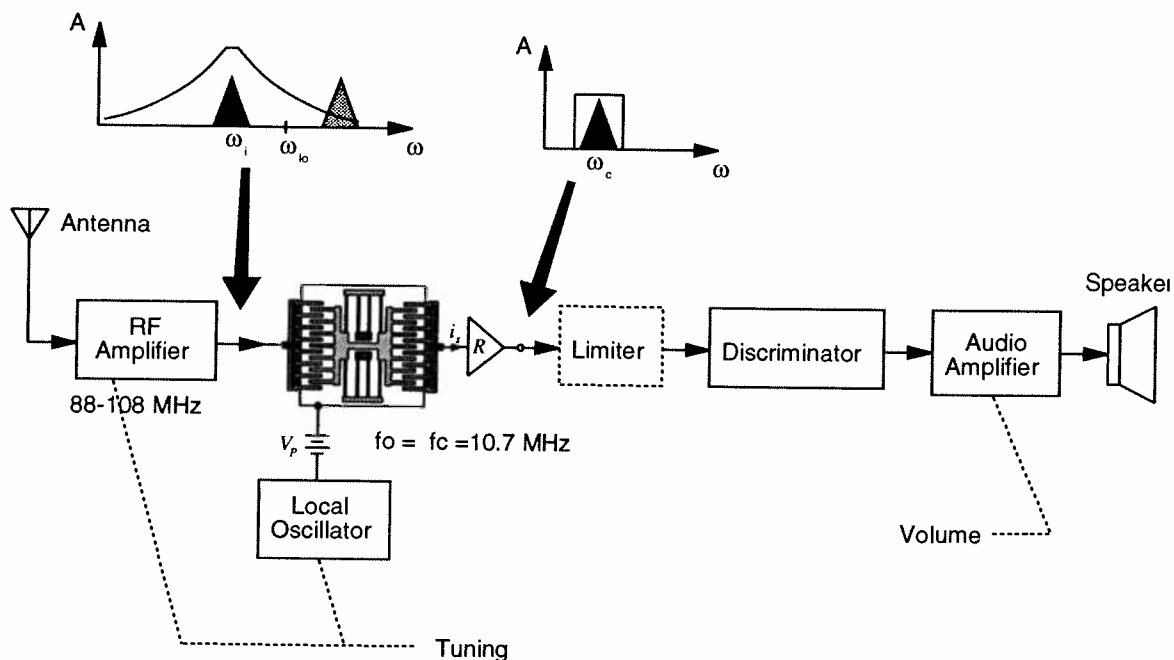 A
A
ω_i
ω_lo
ω
ω_c
ω
Antenna
Speaker
RF
Amplifier
i_s
R
Limiter
Discriminator
Audio
Amplifier
88-108 MHz
V_P
fo = fc =10.7 MHz
Local
Oscillator
Volume
Tuning